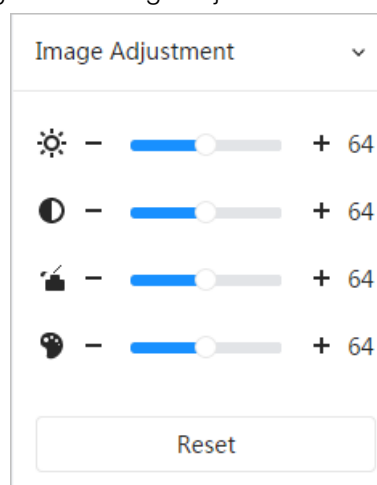 Image Adjustment
− + 64
− + 64
− + 64
− + 64
Reset